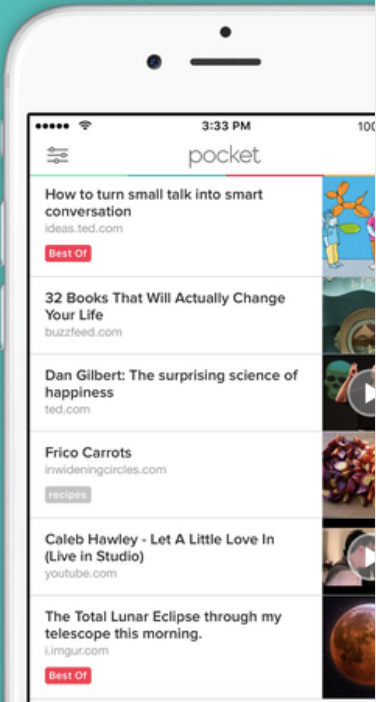 3:33 PM
100
pocket
How to turn small talk into smart
conversation
ideas.ted.com
Best Of
32 Books That Will Actually Change
Your Life
buzzfeed.com
Dan Gilbert: The surprising science of
happiness
ted.com
Frico Carrots
inwideningcircles.com
recipes
Caleb Hawley - Let A Little Love In
(Live in Studio)
youtube.com
The Total Lunar Eclipse through my
telescope this morning.
i.imgur.com
Best Of